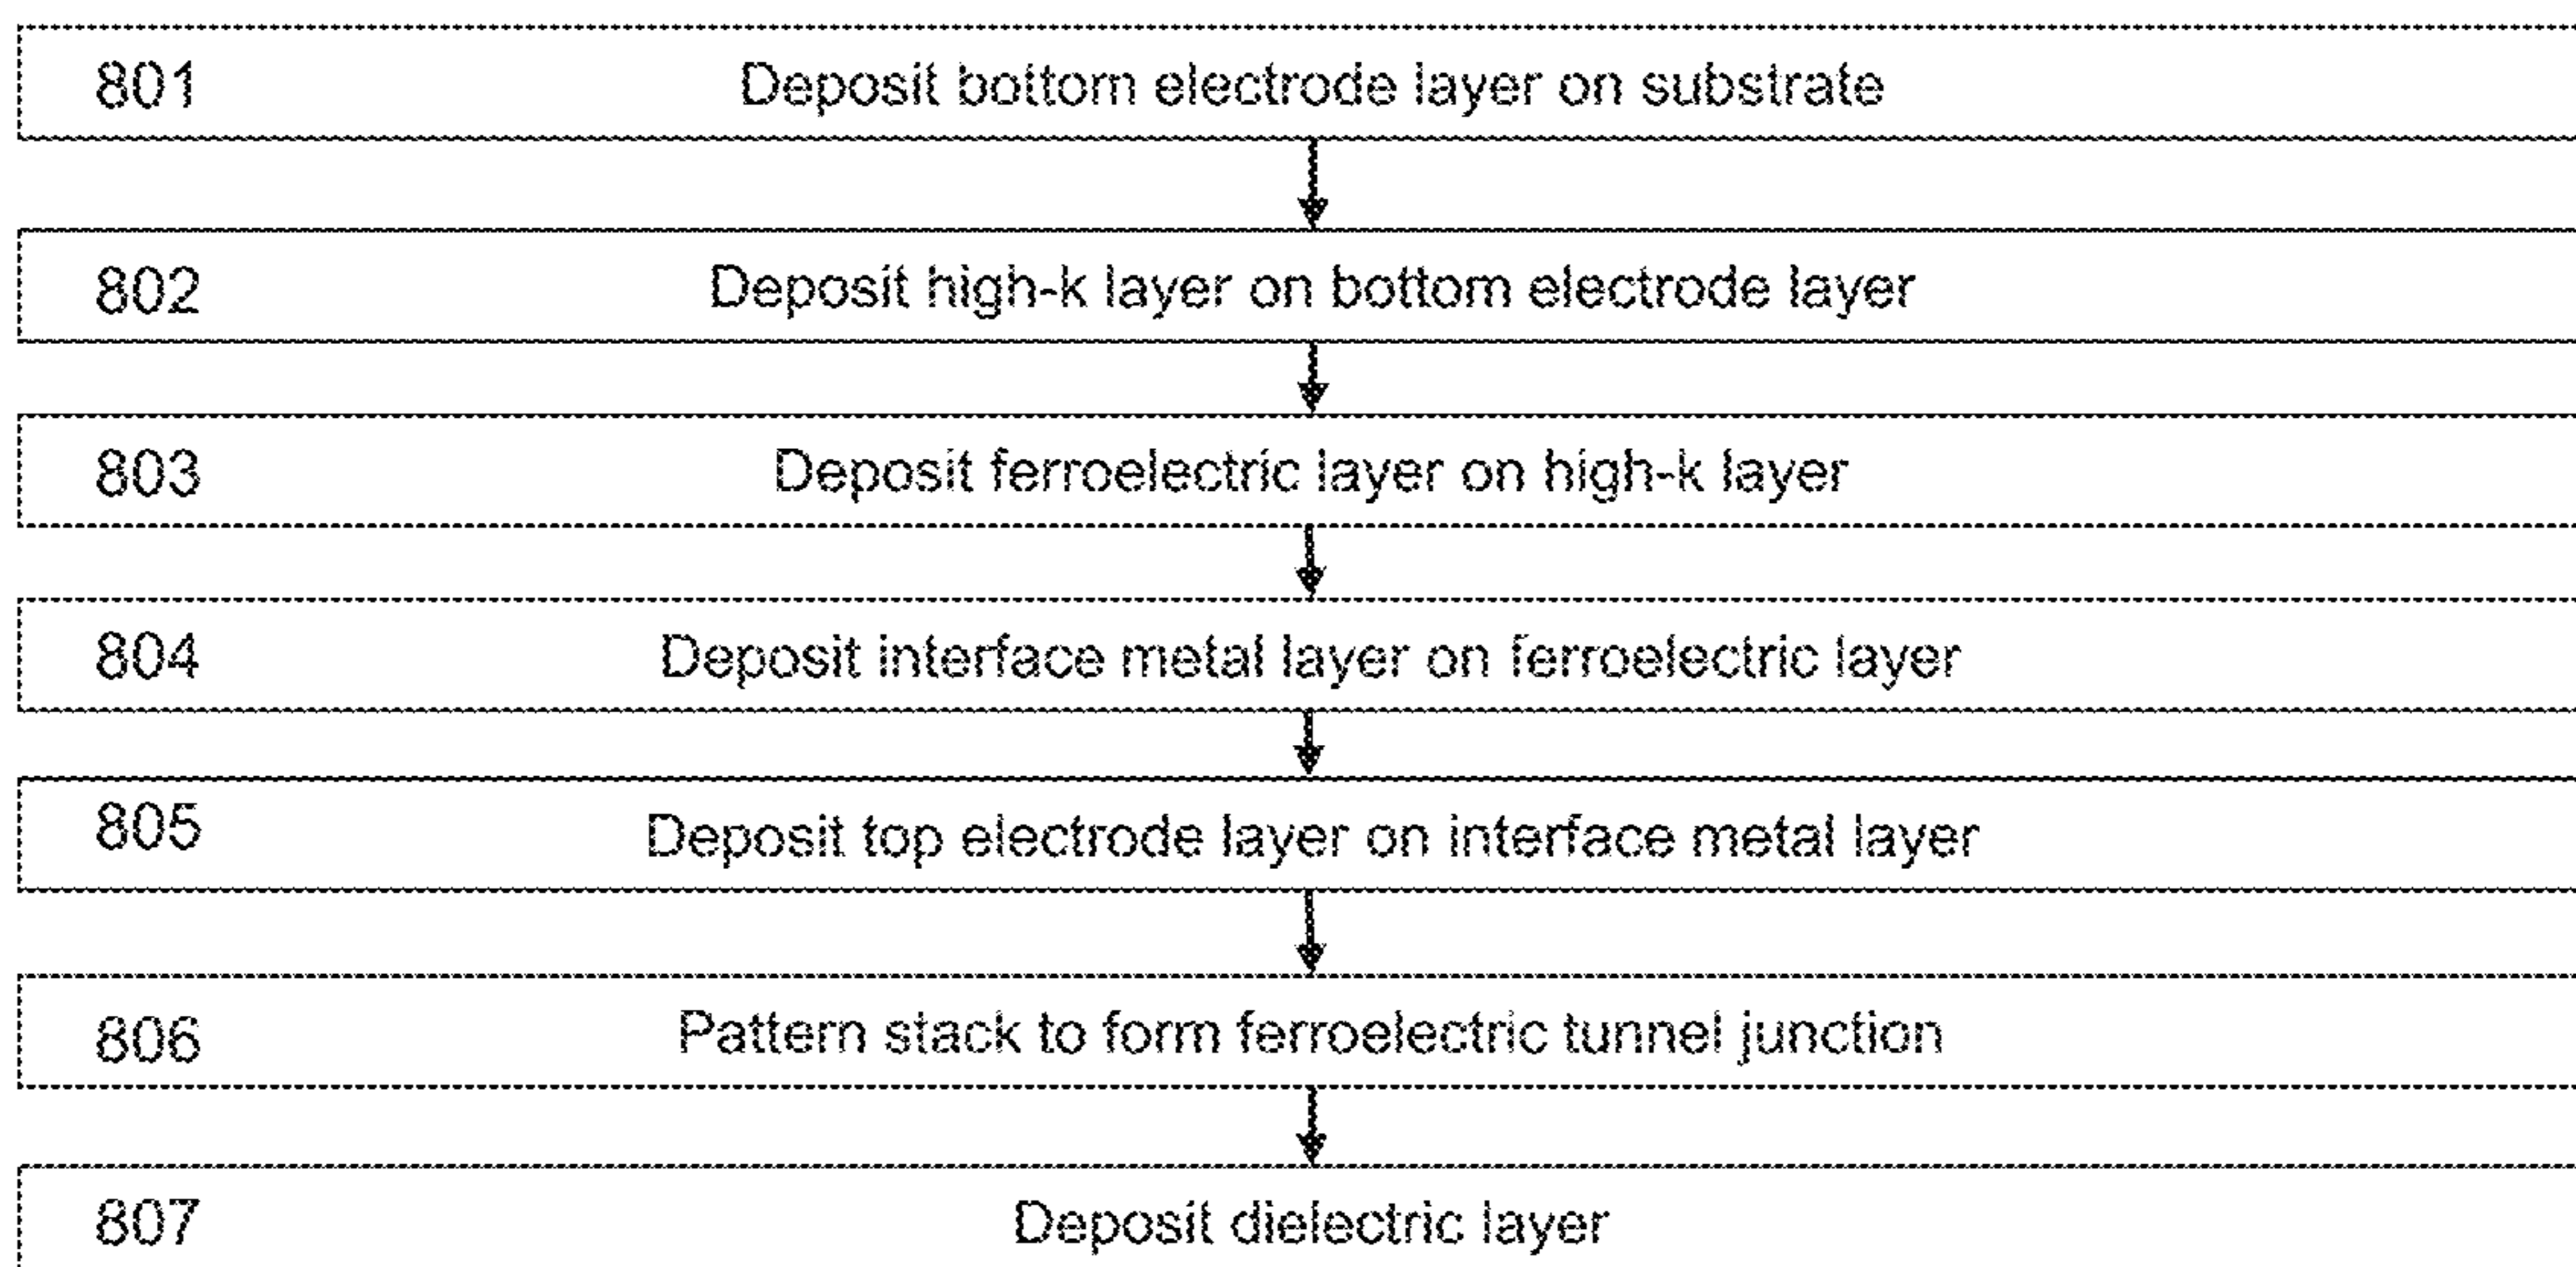 801 Deposit bottom electrode layer on substrate
802 Deposit high-k layer on bottom electrode layer
803 Deposit ferroelectric layer on high-k layer
804 Deposit interface metal layer on ferroelectric layer
805 Deposit top electrode layer on interface metal layer
806 Pattern stack to form ferroelectric tunnel junction
807 Deposit dielectric layer